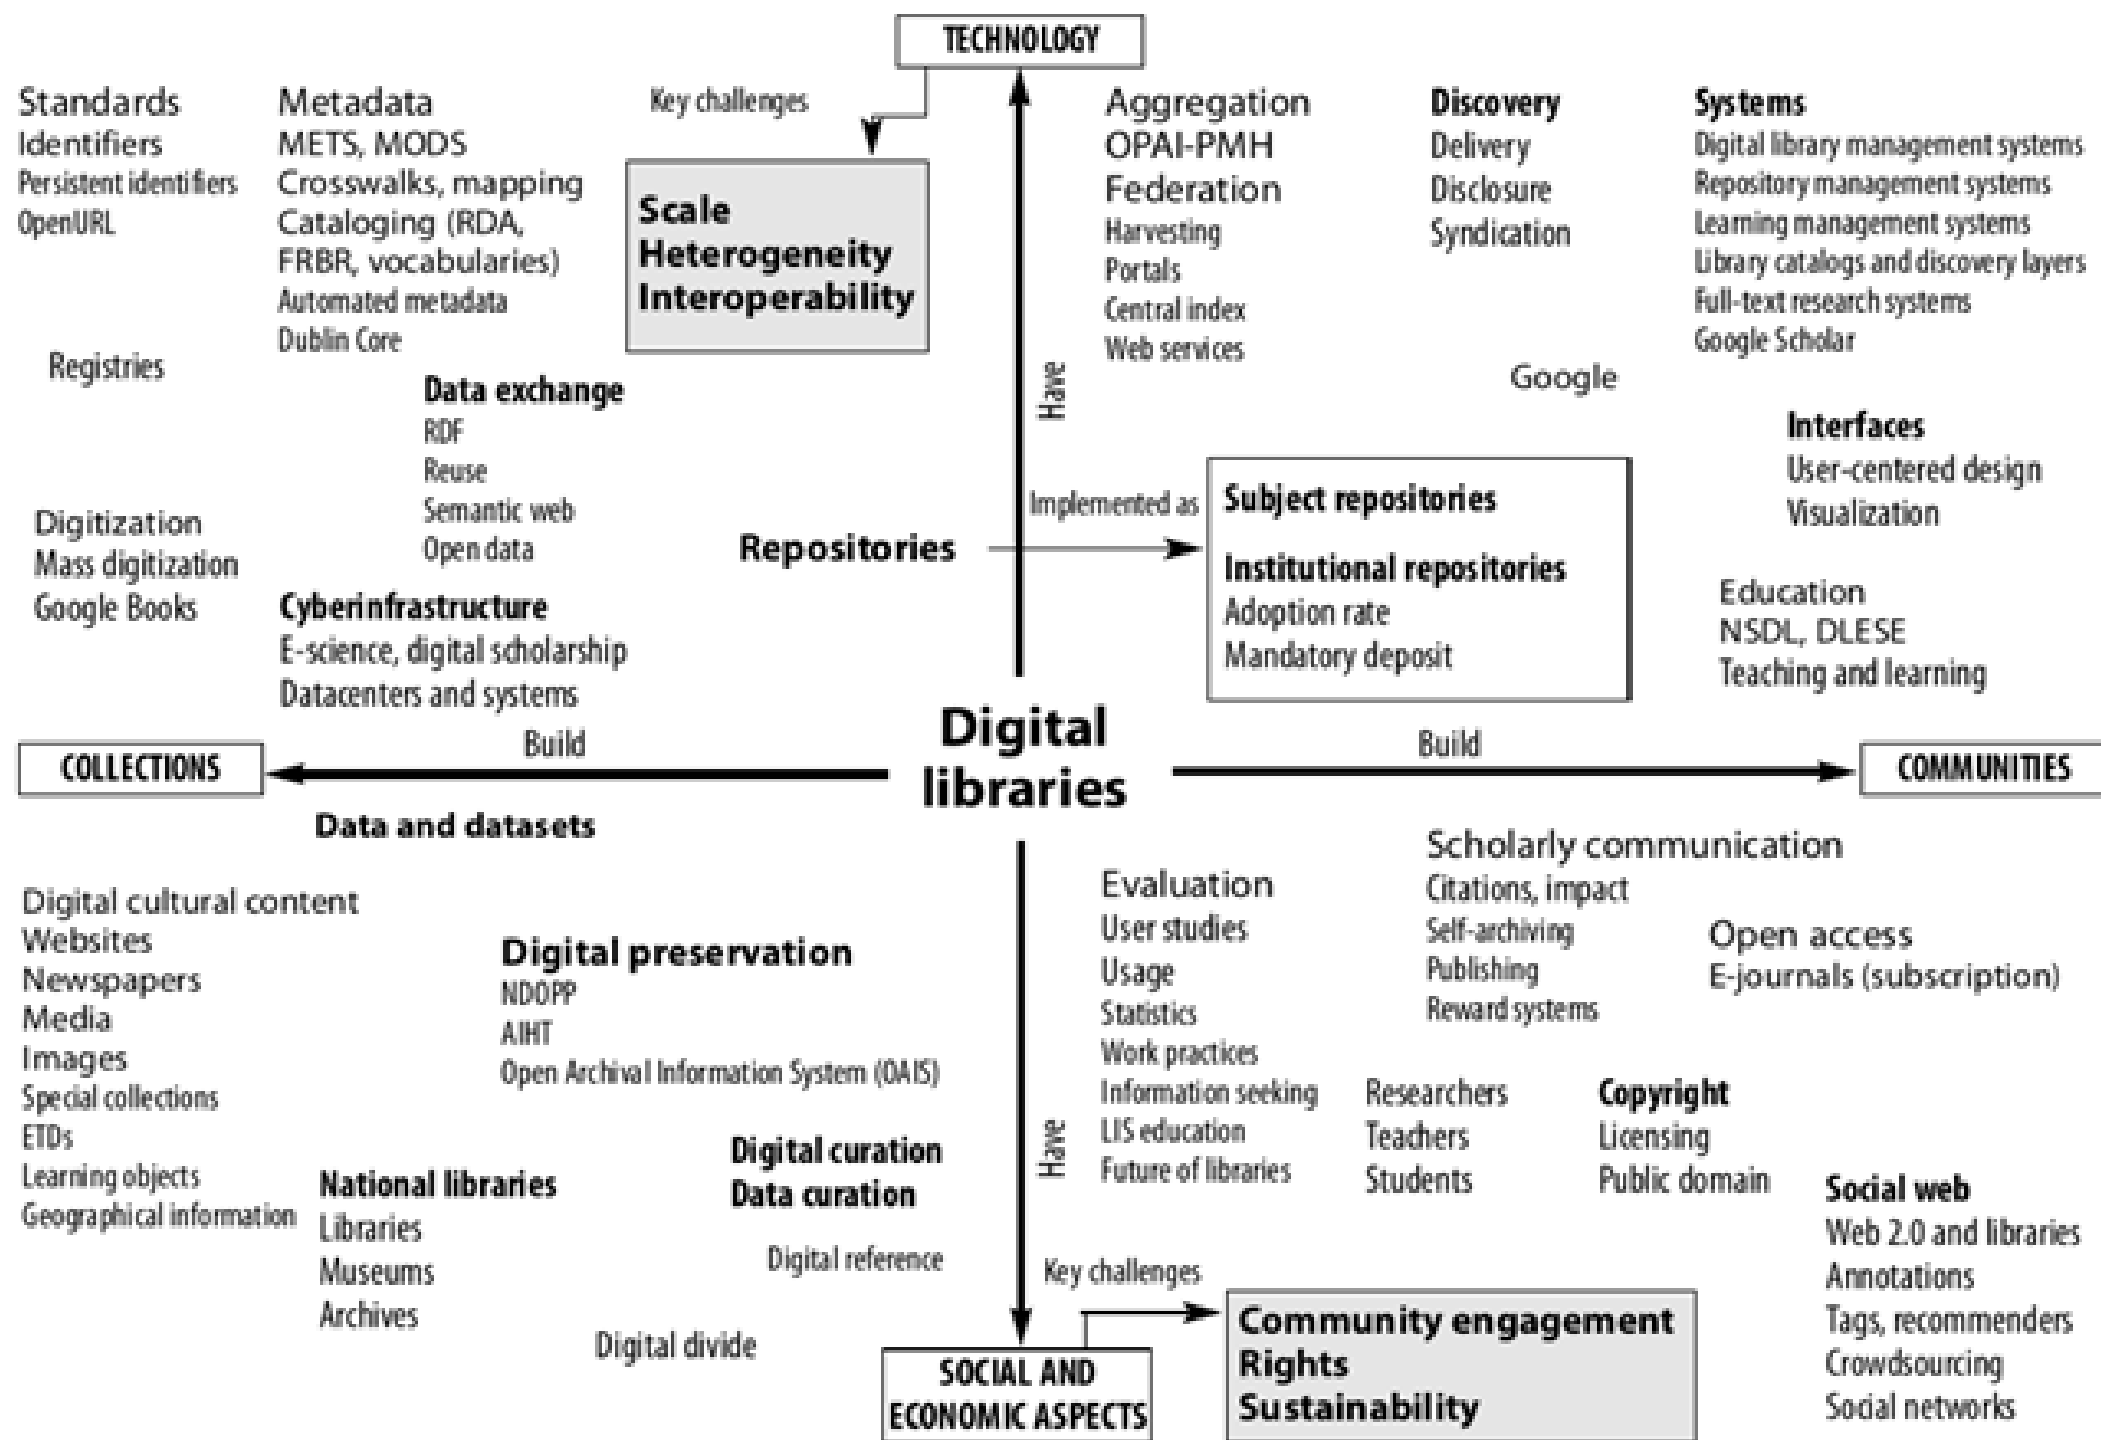 TECHNOLOGY
Standards
Identifiers
Persistent identifiers
OpenURL
Metadata
METS, MODS
Crosswalks, mapping
Cataloging (RDA,
FRBR, vocabularies)
Automated metadata
Dublin Core
Key challenges
Scale
Heterogeneity
Interoperability
Aggregation
OPAI-PMH
Federation
Harvesting
Portals
Central index
Web services
Discovery
Delivery
Disclosure
Syndication
Systems
Digital library management systems
Repository management systems
Learning management systems
Library catalogs and discovery layers
Full-text research systems
Google Scholar
Registries
Data exchange
RDF
Reuse
Semantic web
Open data
Have
Google
Interfaces
User-centered design
Visualization
Digitization
Mass digitization
Google Books
Cyberinfrastructure
E-science, digital scholarship
Datacenters and systems
Repositories
Implemented as
Subject repositories
Institutional repositories
Adoption rate
Mandatory deposit
Education
NSDL, DLESE
Teaching and learning
COLLECTIONS
Build
Digital
libraries
Build
COMMUNITIES
Data and datasets
Digital cultural content
Websites
Newspapers
Media
Images
Special collections
ETDs
Learning objects
Geographical information
Digital preservation
NDOPP
AIHT
Open Archival Information System (OAIS)
National libraries
Libraries
Museums
Archives
Digital curation
Data curation
Digital reference
Digital divide
Have
Evaluation
User studies
Usage
Statistics
Work practices
Information seeking
LIS education
Future of libraries
Scholarly communication
Citations, impact
Self-archiving
Publishing
Reward systems
Open access
E-journals (subscription)
Researchers
Teachers
Students
Copyright
Licensing
Public domain
Social web
Web 2.0 and libraries
Annotations
Tags, recommenders
Crowdsourcing
Social networks
Key challenges
Community engagement
Rights
Sustainability
SOCIAL AND
ECONOMIC ASPECTS